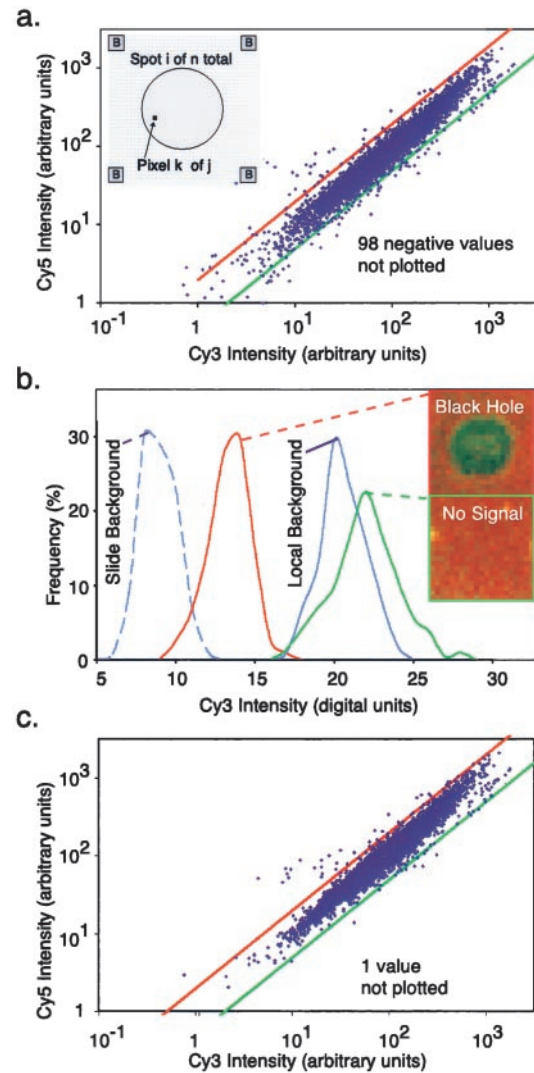 a.
B
B
Spot i of n total
Pixel k of j
B
B
98 negative values
not plotted
Cy5 Intensity (arbitrary units)
10³
10²
10¹
1
10⁻¹
1
10¹
10²
10³
Cy3 Intensity (arbitrary units)
b.
Black Hole
No Signal
Slide Background
Local Background
Frequency (%)
30
20
10
0
5
10
15
20
25
30
Cy3 Intensity (digital units)
c.
1 value
not plotted
Cy5 Intensity (arbitrary units)
10³
10²
10¹
1
10⁻¹
1
10¹
10²
10³
Cy3 Intensity (arbitrary units)